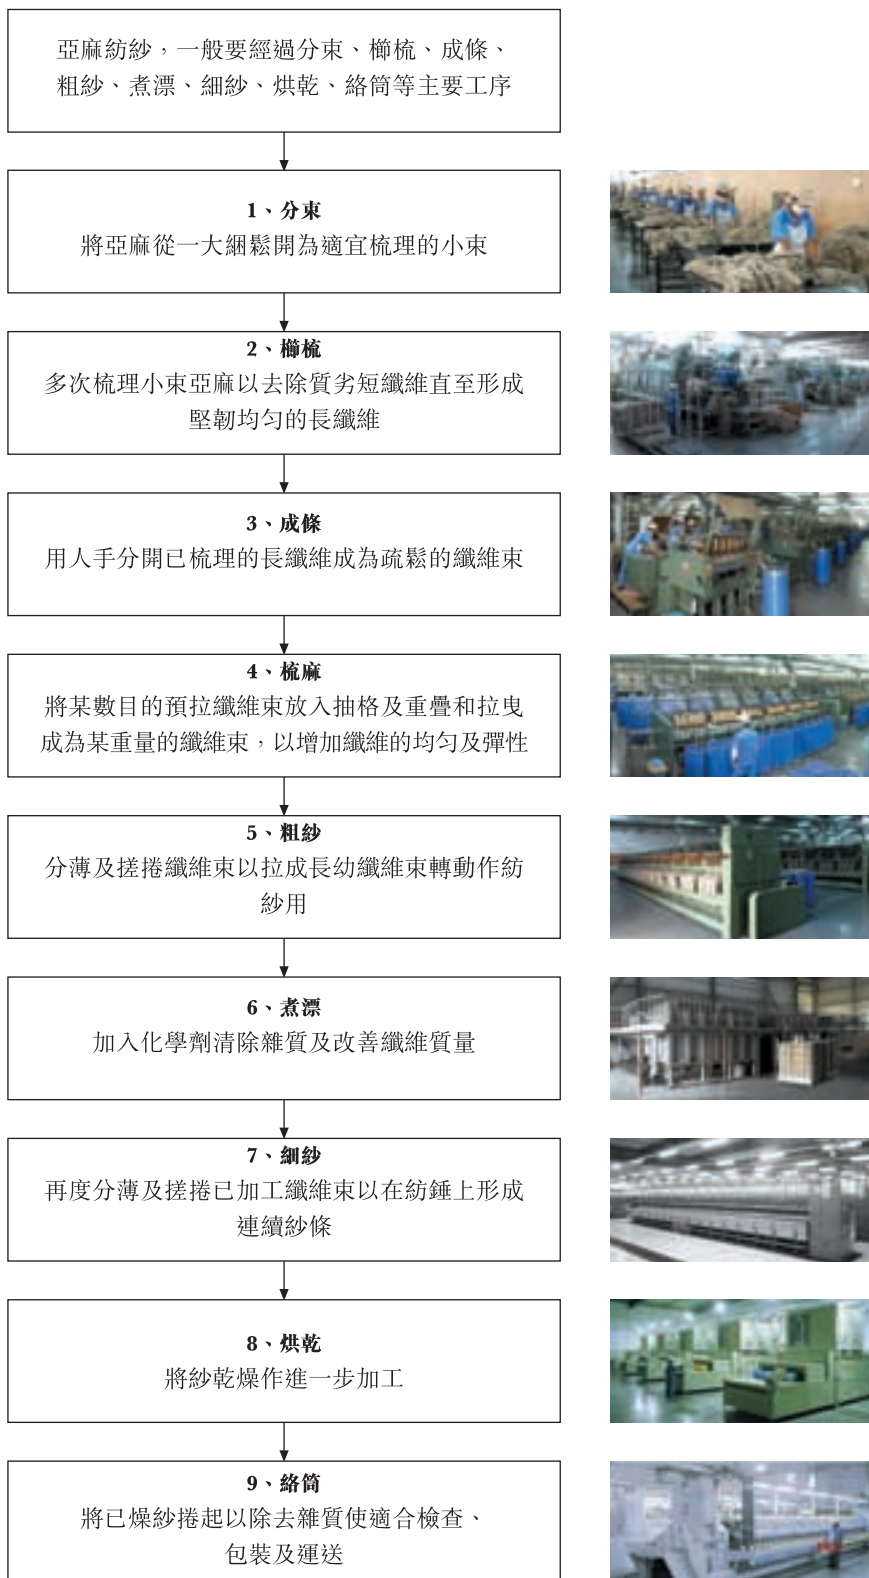 亞麻紡紗，一般要經過分束、櫛梳、成條、
粗紗、煮漂、細紗、烘乾、絡筒等主要工序
1、分束
將亞麻從一大綑鬆開為適宜梳理的小束
2、櫛梳
多次梳理小束亞麻以去除質劣短纖維直至形成
堅韌均勻的長纖維
3、成條
用人手分開已梳理的長纖維成為疏鬆的纖維束
4、梳麻
將某數目的預拉纖維束放入抽格及重疊和拉曳
成為某重量的纖維束，以增加纖維的均勻及彈性
5、粗紗
分薄及搓捲纖維束以拉成長幼纖維束轉動作紡
紗用
6、煮漂
加入化學劑清除雜質及改善纖維質量
7、細紗
再度分薄及搓捲已加工纖維束以在紡錘上形成
連續紗條
8、烘乾
將紗乾燥作進一步加工
9、絡筒
將已燥紗捲起以除去雜質使適合檢查、
包裝及運送